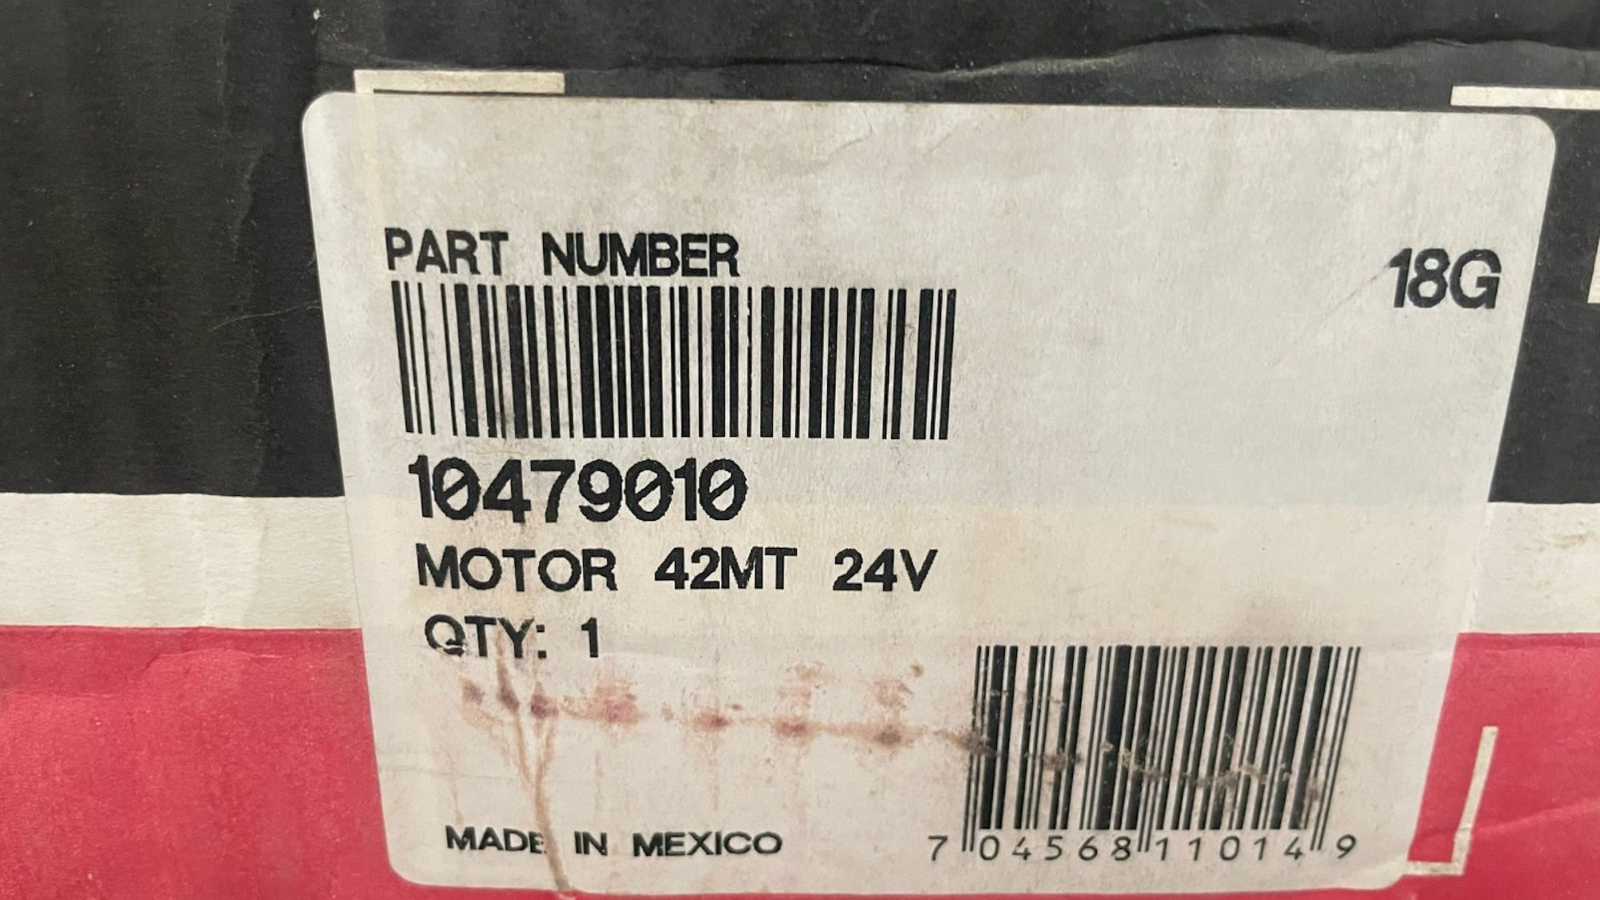 PART NUMBER
18G
10479010
MOTOR 42MT 24V
QTY: 1
MADE IN MEXICO
7 04568 11014 9